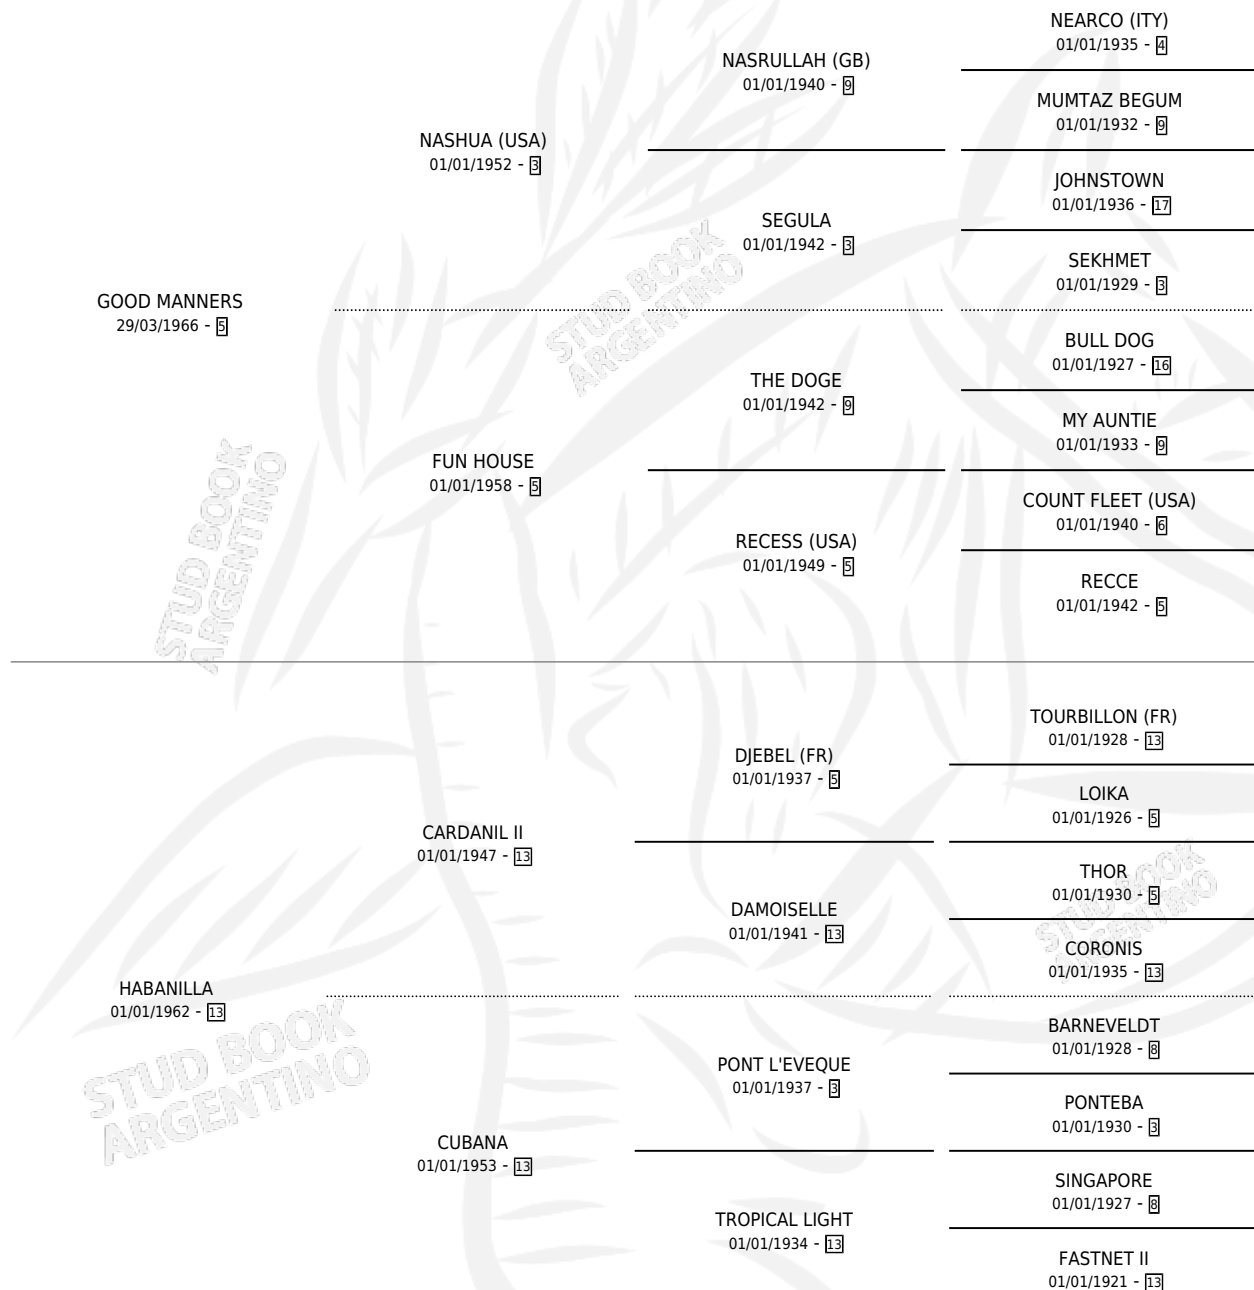 NEARCO (ITY)
01/01/1935 - 4
NASRULLAH (GB)
01/01/1940 - 9
MUMTAZ BEGUM
01/01/1932 - 9
NASHUA (USA)
01/01/1952 - 3
JOHNSTOWN
01/01/1936 - 17
SEGULA
01/01/1942 - 3
SEKHMET
01/01/1929 - 3
GOOD MANNERS
29/03/1966 - 5
BULL DOG
01/01/1927 - 16
THE DOGE
01/01/1942 - 9
MY AUNTIE
01/01/1933 - 9
FUN HOUSE
01/01/1958 - 5
COUNT FLEET (USA)
01/01/1940 - 6
RECESS (USA)
01/01/1949 - 5
RECCE
01/01/1942 - 5
TOURBILLON (FR)
01/01/1928 - 13
DJEBEL (FR)
01/01/1937 - 5
LOIKA
01/01/1926 - 5
CARDANIL II
01/01/1947 - 13
THOR
01/01/1930 - 5
DAMOISELLE
01/01/1941 - 13
CORONIS
01/01/1935 - 13
HABANILLA
01/01/1962 - 13
BARNEVELDT
01/01/1928 - 8
PONT L'EVEQUE
01/01/1937 - 3
PONTEBA
01/01/1930 - 3
CUBANA
01/01/1953 - 13
SINGAPORE
01/01/1927 - 8
TROPICAL LIGHT
01/01/1934 - 13
FASTNET II
01/01/1921 - 13
STUD BOOK
ARGENTINO
STUD BOOK
ARGENTINO
STUD BOOK
ARGENTINO
STUD BOOK
ARGENTINO